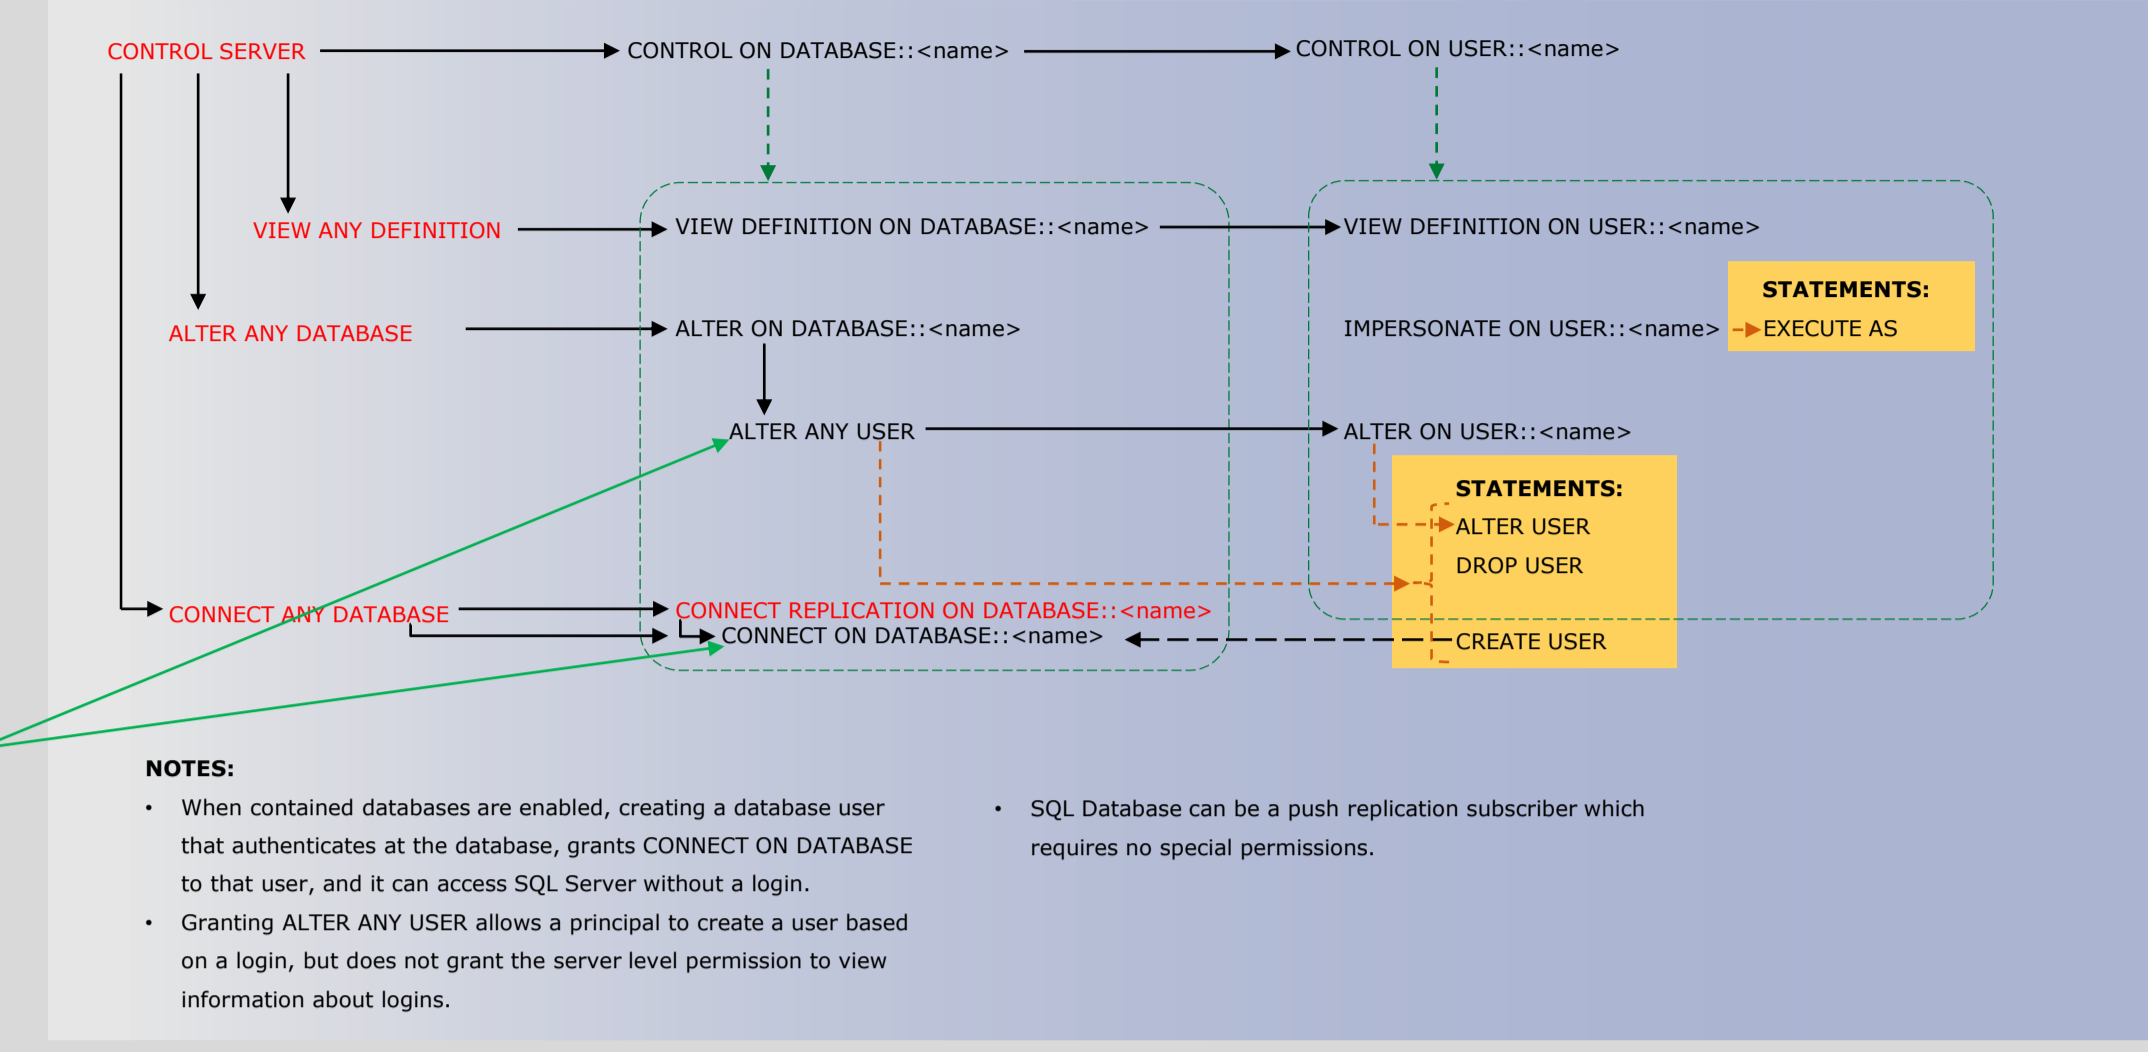 CONTROL SERVER
CONTROL ON DATABASE::<name>
CONTROL ON USER::<name>
VIEW ANY DEFINITION
VIEW DEFINITION ON DATABASE::<name>
VIEW DEFINITION ON USER::<name>
STATEMENTS:
ALTER ANY DATABASE
ALTER ON DATABASE::<name>
IMPERSONATE ON USER::<name>
EXECUTE AS
ALTER ANY USER
ALTER ON USER::<name>
STATEMENTS:
ALTER USER
DROP USER
CONNECT ANY DATABASE
CONNECT REPLICATION ON DATABASE::<name>
CONNECT ON DATABASE::<name>
CREATE USER
NOTES:
• When contained databases are enabled, creating a database user
that authenticates at the database, grants CONNECT ON DATABASE
to that user, and it can access SQL Server without a login.
• Granting ALTER ANY USER allows a principal to create a user based
on a login, but does not grant the server level permission to view
information about logins.
• SQL Database can be a push replication subscriber which
requires no special permissions.